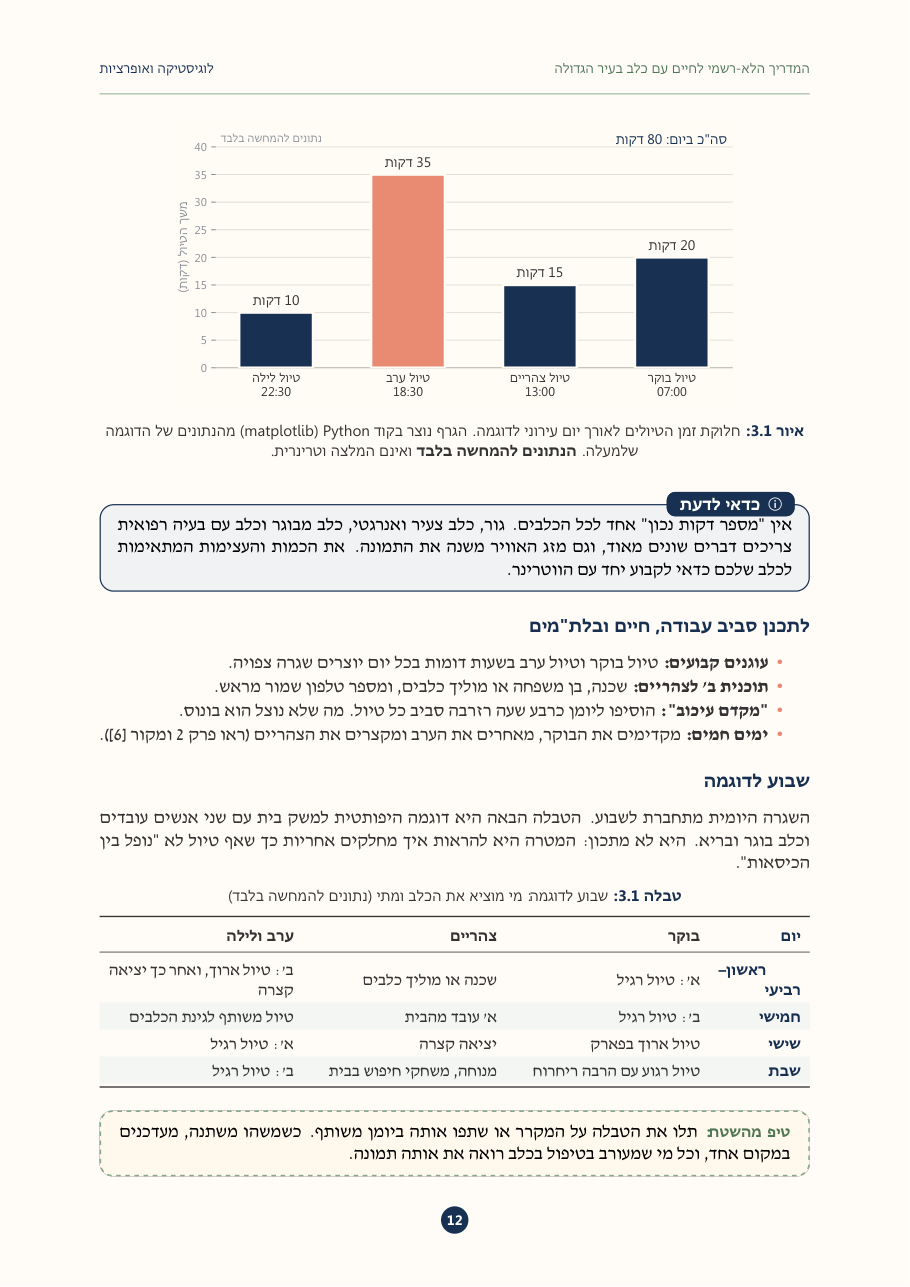 המדריך הלא-רשמי לחיים עם כלב בעיר הגדולה
לוגיסטיקה ואופרציות
סה"כ ביום: 80 דקות
נתונים להמחשה בלבד
משך הטיול (דקות)
40
35
30
25
20
15
10
5
0
20 דקות
15 דקות
35 דקות
10 דקות
טיול בוקר
07:00
טיול צהריים
13:00
טיול ערב
18:30
טיול לילה
22:30
איור 3.1: חלוקת זמן הטיולים לאורך יום עירוני לדוגמה. הגרף נוצר בקוד Python (matplotlib) מהנתונים של הדוגמה
שלמעלה. הנתונים להמחשה בלבד ואינם המלצה וטרינרית.
כדאי לדעת
אין "מספר דקות נכון" אחד לכל הכלבים. גור, כלב צעיר ואנרגטי, כלב מבוגר וכלב עם בעיה רפואית
צריכים דברים שונים מאוד, וגם מזג האוויר משנה את התמונה. את הכמות והעצימות המתאימות
לכלב שלכם כדאי לקבוע יחד עם הווטרינר.
לתכנן סביב עבודה, חיים ובלת"מים
• עוגנים קבועים: טיול בוקר וטיול ערב בשעות דומות בכל יום יוצרים שגרה צפויה.
• תוכנית ב׳ לצהריים: שכנה, בן משפחה או מוליך כלבים, ומספר טלפון שמור מראש.
• "מקדם עיכוב": הוסיפו ליומן כרבע שעה רזרבה סביב כל טיול. מה שלא נוצל הוא בונוס.
• ימים חמים: מקדימים את הבוקר, מאחרים את הערב ומקצרים את הצהריים (ראו פרק 2 ומקור [6]).
שבוע לדוגמה
השגרה היומית מתחברת לשבוע. הטבלה הבאה היא דוגמה היפותטית למשק בית עם שני אנשים עובדים
וכלב בוגר ובריא. היא לא מתכון: המטרה היא להראות איך מחלקים אחריות כך שאף טיול לא "נופל בין
הכיסאות".
טבלה 3.1: שבוע לדוגמה: מי מוציא את הכלב ומתי (נתונים להמחשה בלבד)
יום בוקר צהריים ערב ולילה
ראשון–רביעי א׳: טיול רגיל שכנה או מוליך כלבים ב׳: טיול ארוך, ואחר כך יציאה קצרה
חמישי ב׳: טיול רגיל א׳ עובד מהבית טיול משותף לגינת הכלבים
שישי טיול ארוך בפארק יציאה קצרה א׳: טיול רגיל
שבת טיול רגוע עם הרבה ריחרוח מנוחה, משחקי חיפוש בבית ב׳: טיול רגיל
טיפ מהשטח: תלו את הטבלה על המקרר או שתפו אותה ביומן משותף. כשמשהו משתנה, מעדכנים
במקום אחד, וכל מי שמעורב בטיפול בכלב רואה את אותה תמונה.
12